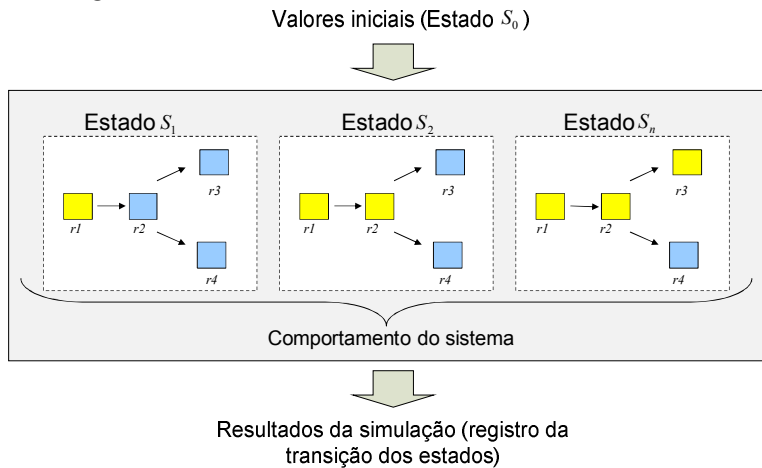 Valores iniciais (Estado S0)
Estado S1
Estado S2
Estado Sn
r3
r3
r3
r1
r2
r1
r2
r1
r2
r4
r4
r4
Comportamento do sistema
Resultados da simulação (registro da
transição dos estados)